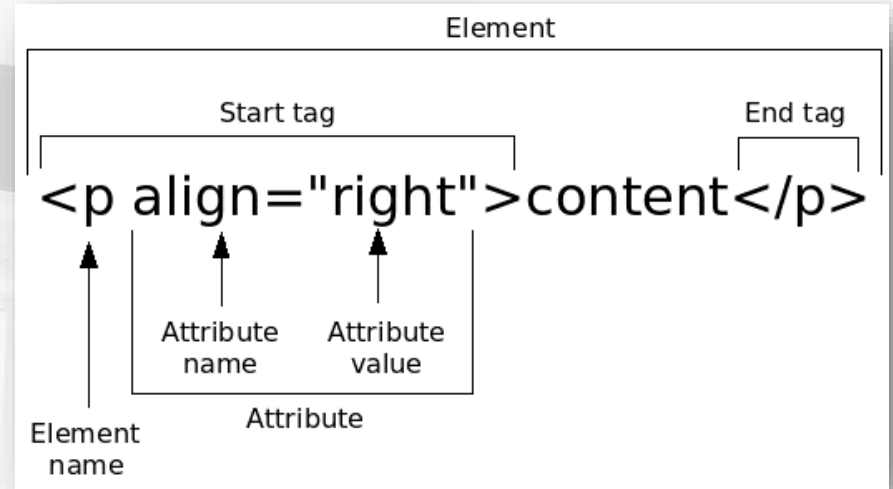 Element
Start tag
End tag
<p align="right">content</p>
Attribute
name
Attribute
value
Attribute
Element
name